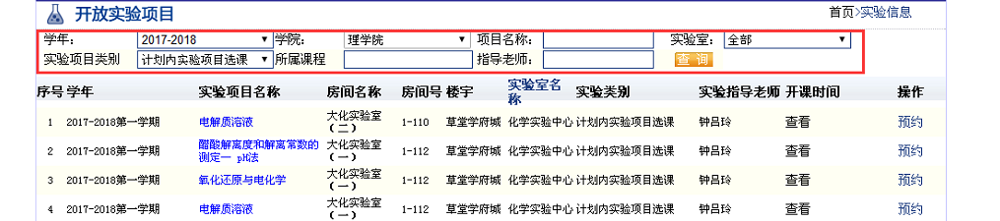 开放实验项目 首页>实验信息
学年： 2017-2018 学院： 理学院 项目名称： 实验室： 全部
实验项目类别 计划内实验项目选课 所属课程 指导老师： 查 询
序号 学年 实验项目名称 房间名称 房间号 楼宇 实验室名称 实验类别 实验指导老师 开课时间 操作
1 2017-2018第一学期 电解质溶液 大化实验室（二） 1-110 草堂学府城 化学实验中心 计划内实验项目选课 钟吕玲 查看 预约
2 2017-2018第一学期 醋酸解离度和解离常数的测定— pH法 大化实验室（一） 1-112 草堂学府城 化学实验中心 计划内实验项目选课 钟吕玲 查看 预约
3 2017-2018第一学期 氧化还原与电化学 大化实验室（一） 1-112 草堂学府城 化学实验中心 计划内实验项目选课 钟吕玲 查看 预约
4 2017-2018第一学期 电解质溶液 大化实验室（一） 1-112 草堂学府城 化学实验中心 计划内实验项目选课 钟吕玲 查看 预约